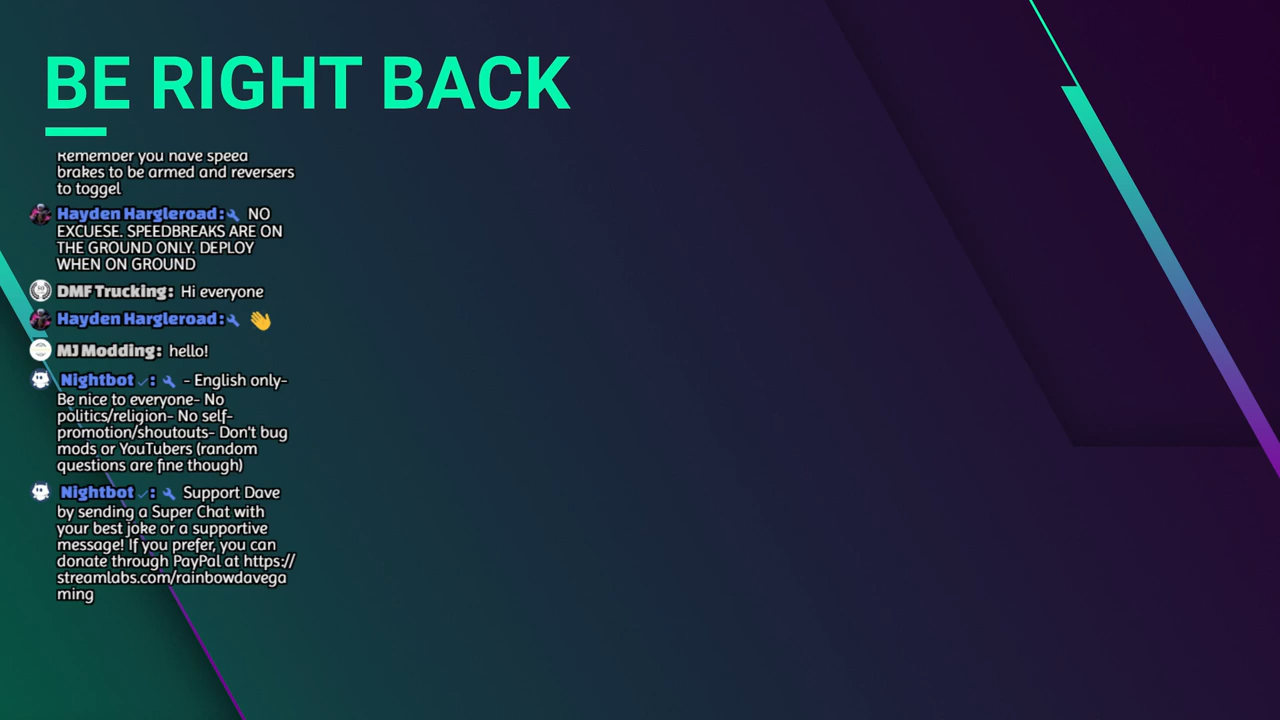 BE RIGHT BACK
Remember you have speed
brakes to be armed and reversers
to toggel
Hayden Hargleroad: NO
EXCUESE. SPEEDBREAKS ARE ON
THE GROUND ONLY. DEPLOY
WHEN ON GROUND
DMF Trucking: Hi everyone
Hayden Hargleroad: 👋
MJ Modding: hello!
Nightbot ✓: - English only-
Be nice to everyone- No
politics/religion- No self-
promotion/shoutouts- Don't bug
mods or YouTubers (random
questions are fine though)
Nightbot ✓: Support Dave
by sending a Super Chat with
your best joke or a supportive
message! If you prefer, you can
donate through PayPal at https://
streamlabs.com/rainbowdavega
ming